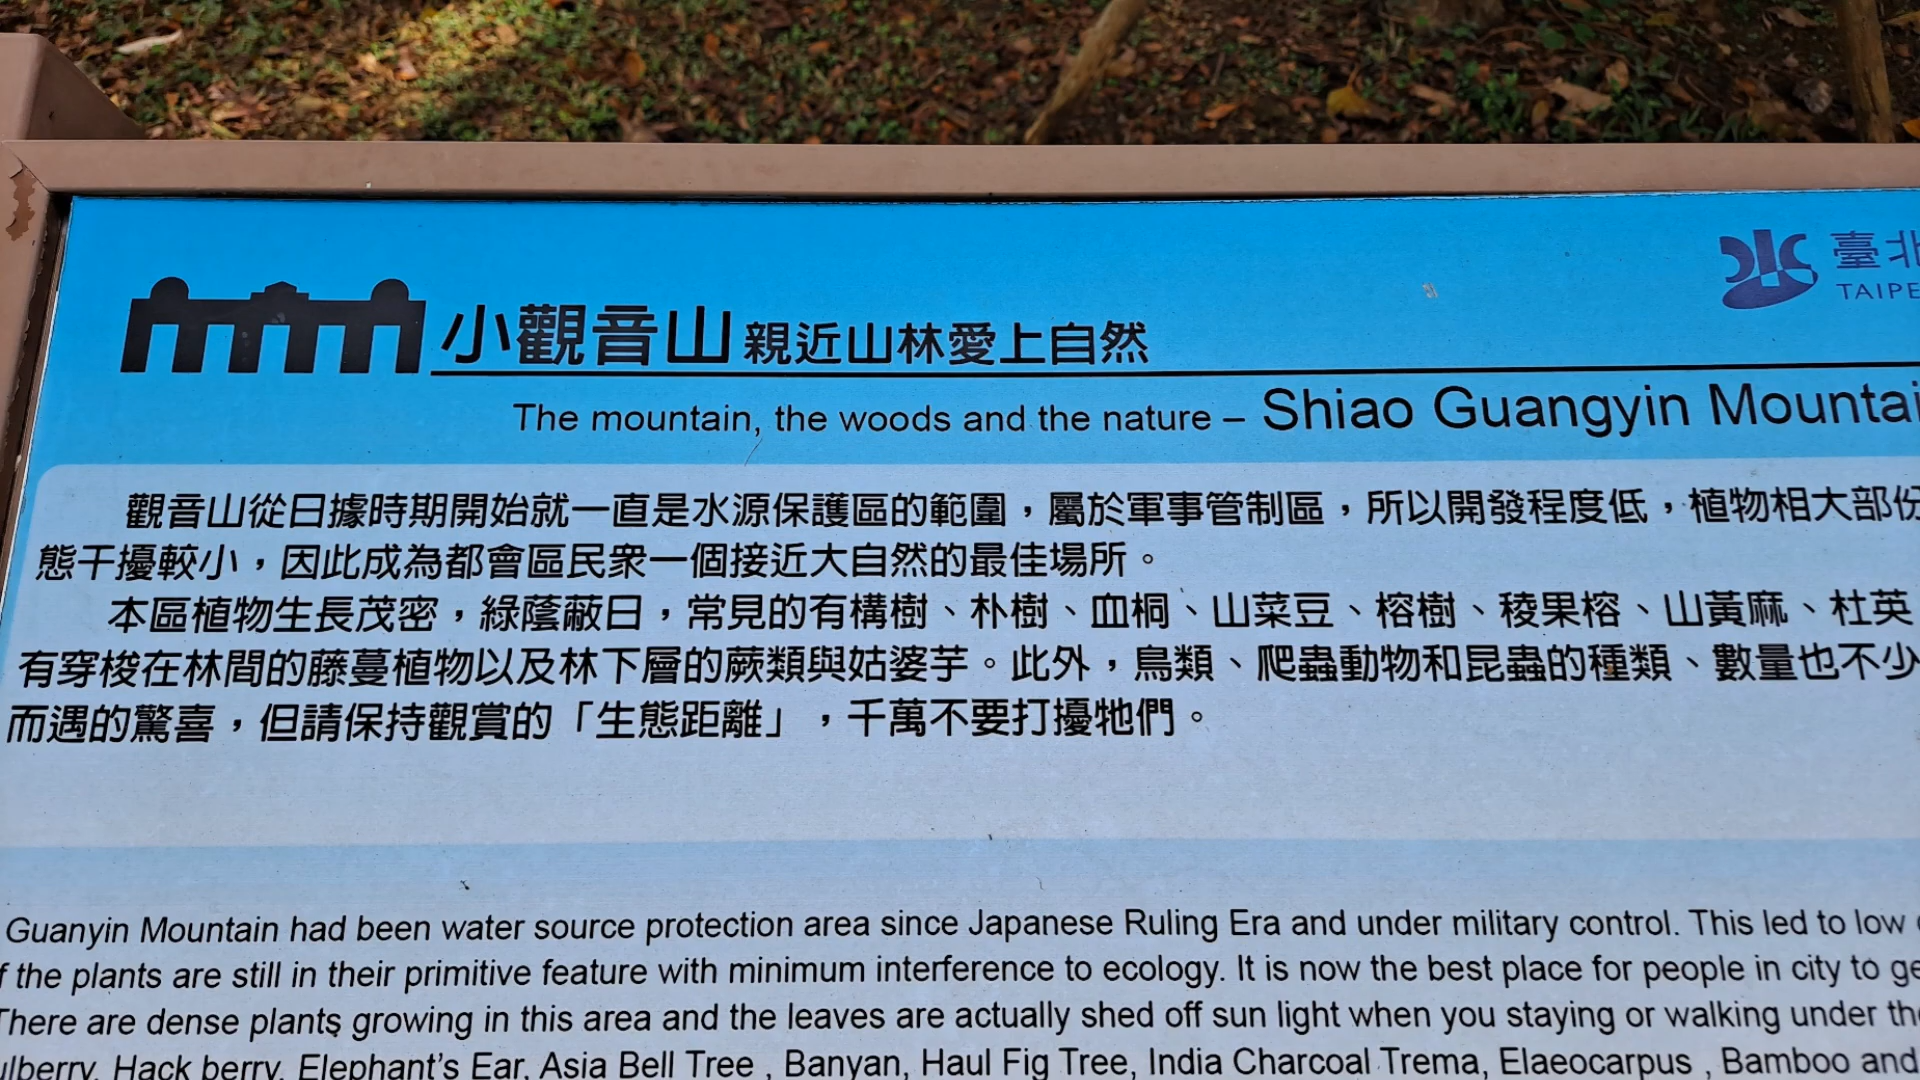 臺北
TAIPE
小觀音山 親近山林愛上自然
The mountain, the woods and the nature – Shiao Guangyin Mountai
觀音山從日據時期開始就一直是水源保護區的範圍，屬於軍事管制區，所以開發程度低，植物相大部份
態干擾較小，因此成為都會區民衆一個接近大自然的最佳場所。
本區植物生長茂密，綠蔭蔽日，常見的有構樹、朴樹、血桐、山菜豆、榕樹、稜果榕、山黃麻、杜英
有穿梭在林間的藤蔓植物以及林下層的蕨類與姑婆芋。此外，鳥類、爬蟲動物和昆蟲的種類、數量也不少
而遇的驚喜，但請保持觀賞的「生態距離」，千萬不要打擾牠們。
Guanyin Mountain had been water source protection area since Japanese Ruling Era and under military control. This led to low
f the plants are still in their primitive feature with minimum interference to ecology. It is now the best place for people in city to ge
There are dense plants growing in this area and the leaves are actually shed off sun light when you staying or walking under the
ulberry, Hack berry, Elephant's Ear, Asia Bell Tree , Banyan, Haul Fig Tree, India Charcoal Trema, Elaeocarpus , Bamboo and